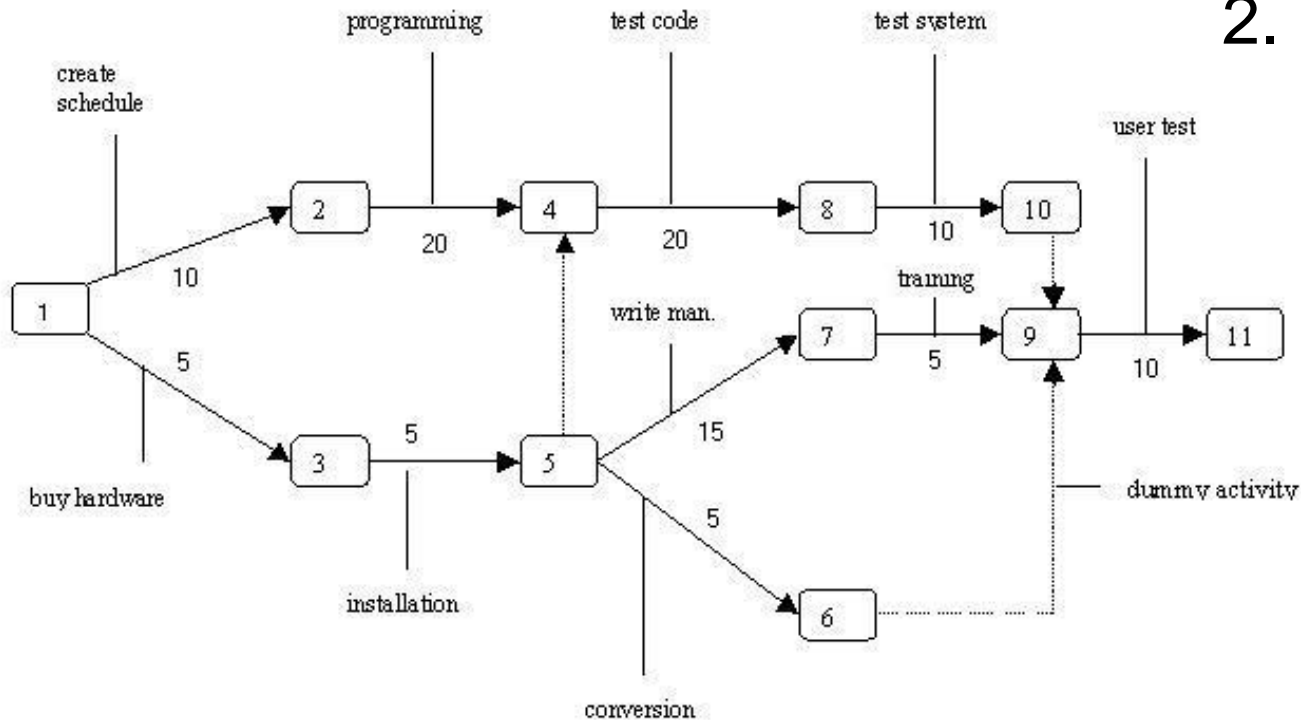 2.
programming
test code
test system
create
schedule
user test
2
4
8
10
20
20
10
10
training
1
write man.
7
9
11
5
5
10
5
15
3
5
buy hardware
5
dummy activity
installation
6
conversion